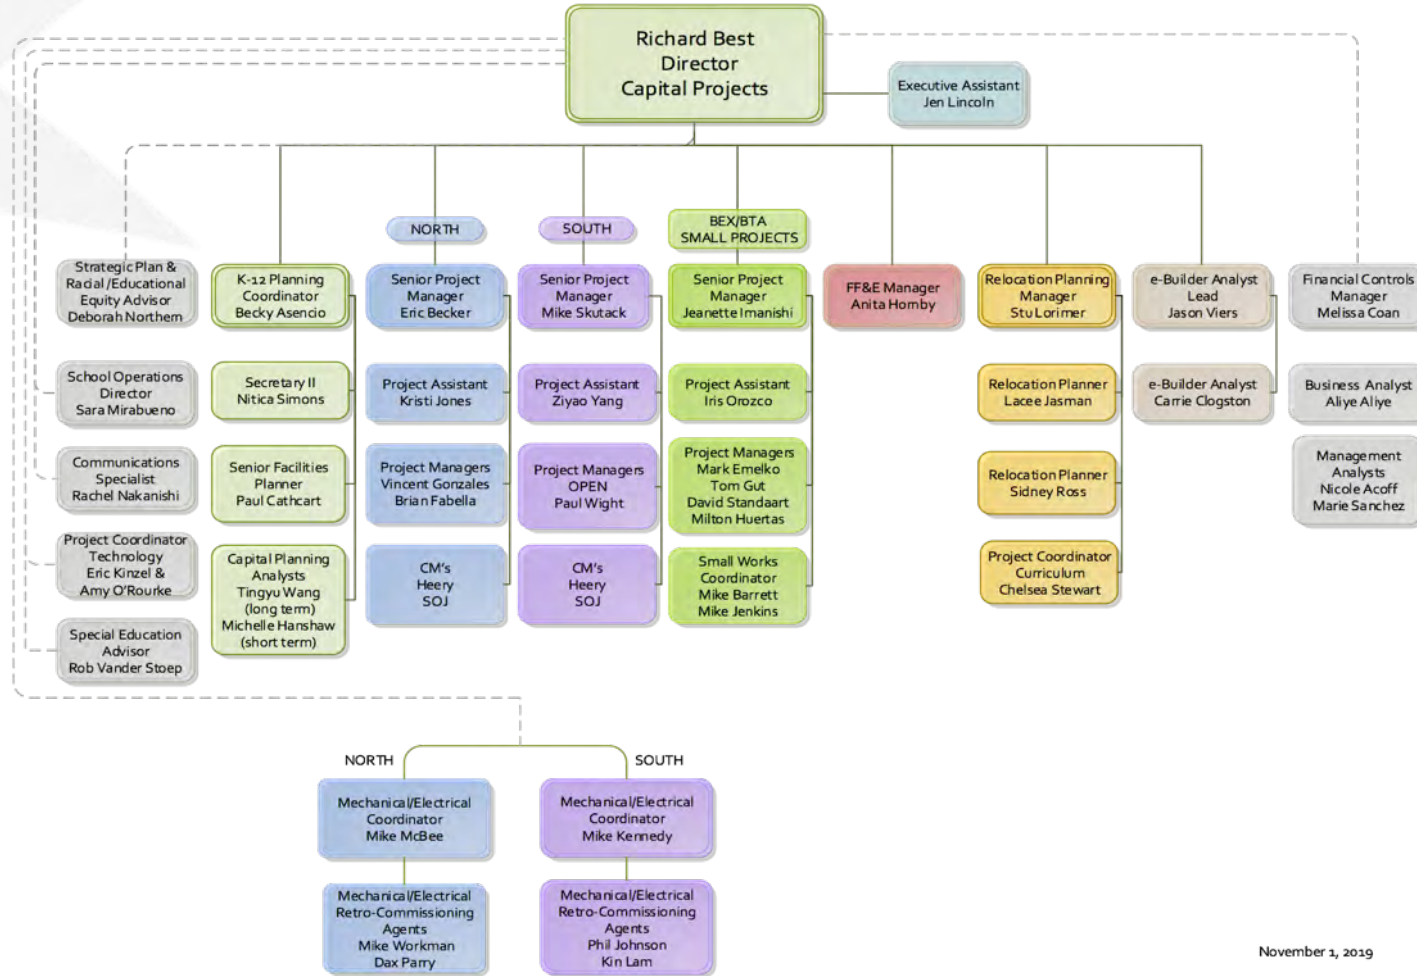 Richard Best
Director
Capital Projects
Executive Assistant
Jen Lincoln
NORTH
SOUTH
BEX/BTA
SMALL PROJECTS
Strategic Plan &
Racial /Educational
Equity Advisor
Deborah Northern
K-12 Planning
Coordinator
Becky Asencio
Senior Project
Manager
Eric Becker
Senior Project
Manager
Mike Skutack
Senior Project
Manager
Jeanette Imanishi
FF&E Manager
Anita Hornby
Relocation Planning
Manager
Stu Lorimer
e-Builder Analyst
Lead
Jason Viers
Financial Controls
Manager
Melissa Coan
School Operations
Director
Sara Mirabueno
Secretary II
Nitica Simons
Project Assistant
Kristi Jones
Project Assistant
Ziyao Yang
Project Assistant
Iris Orozco
Relocation Planner
Lacee Jasman
e-Builder Analyst
Carrie Clogston
Business Analyst
Aliye Aliye
Communications
Specialist
Rachel Nakanishi
Senior Facilities
Planner
Paul Cathcart
Project Managers
Vincent Gonzales
Brian Fabella
Project Managers
OPEN
Paul Wight
Project Managers
Mark Emelko
Tom Gut
David Standaart
Milton Huertas
Relocation Planner
Sidney Ross
Management
Analysts
Nicole Acoff
Marie Sanchez
Project Coordinator
Technology
Eric Kinzel &
Amy O'Rourke
Capital Planning
Analysts
Tingyu Wang
(long term)
Michelle Hanshaw
(short term)
CM's
Heery
SOJ
CM's
Heery
SOJ
Small Works
Coordinator
Mike Barrett
Mike Jenkins
Project Coordinator
Curriculum
Chelsea Stewart
Special Education
Advisor
Rob Vander Stoep
NORTH
SOUTH
Mechanical/Electrical
Coordinator
Mike McBee
Mechanical/Electrical
Coordinator
Mike Kennedy
Mechanical/Electrical
Retro-Commissioning
Agents
Mike Workman
Dax Parry
Mechanical/Electrical
Retro-Commissioning
Agents
Phil Johnson
Kin Lam
November 1, 2019